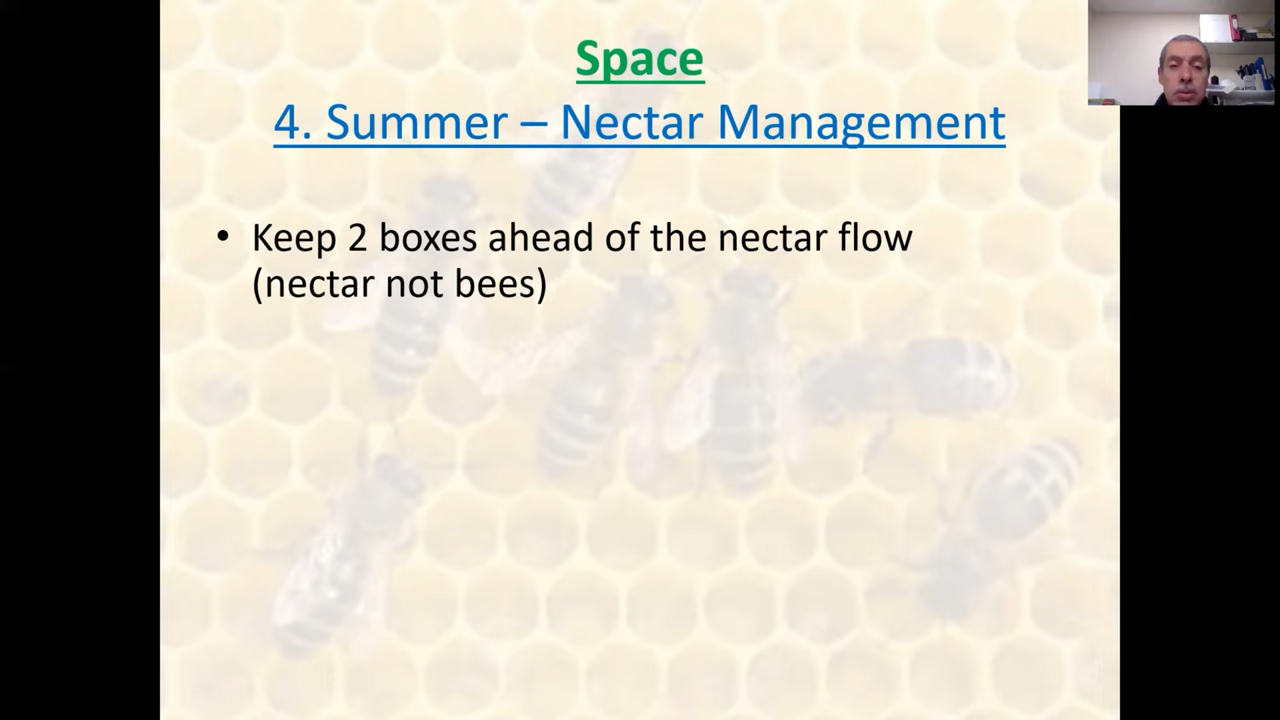 Space
4. Summer – Nectar Management
• Keep 2 boxes ahead of the nectar flow
(nectar not bees)